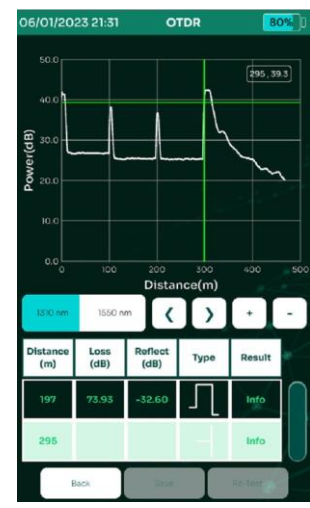 06/01/2023 21:31 OTDR 80%
50.0
295 , 39.3
40.0
30.0
20.0
10.0
0.0
Power(dB)
0 100 200 300 400 500
Distance(m)
1310 nm 1550 nm ❮ ❯ + -
Distance (m) Loss (dB) Reflect (dB) Type Result
197 73.93 -32.60 Info
295 Info
Back Save Re-Test